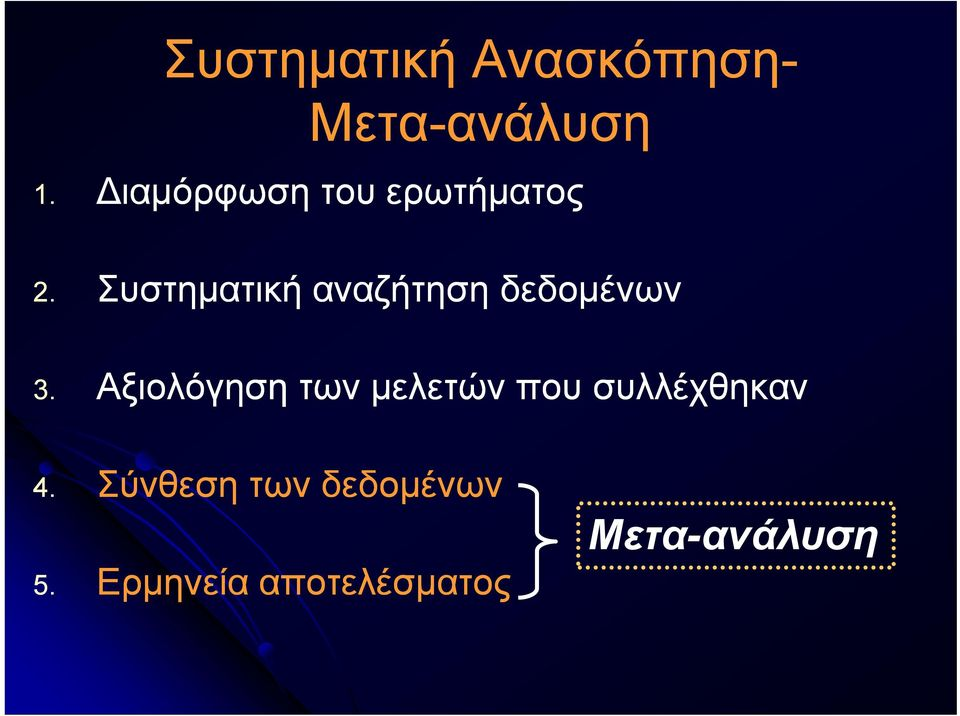 Συστηματική Ανασκόπηση-
Μετα-ανάλυση
1. Διαμόρφωση του ερωτήματος
2. Συστηματική αναζήτηση δεδομένων
3. Αξιολόγηση των μελετών που συλλέχθηκαν
4. Σύνθεση των δεδομένων
Μετα-ανάλυση
5. Ερμηνεία αποτελέσματος